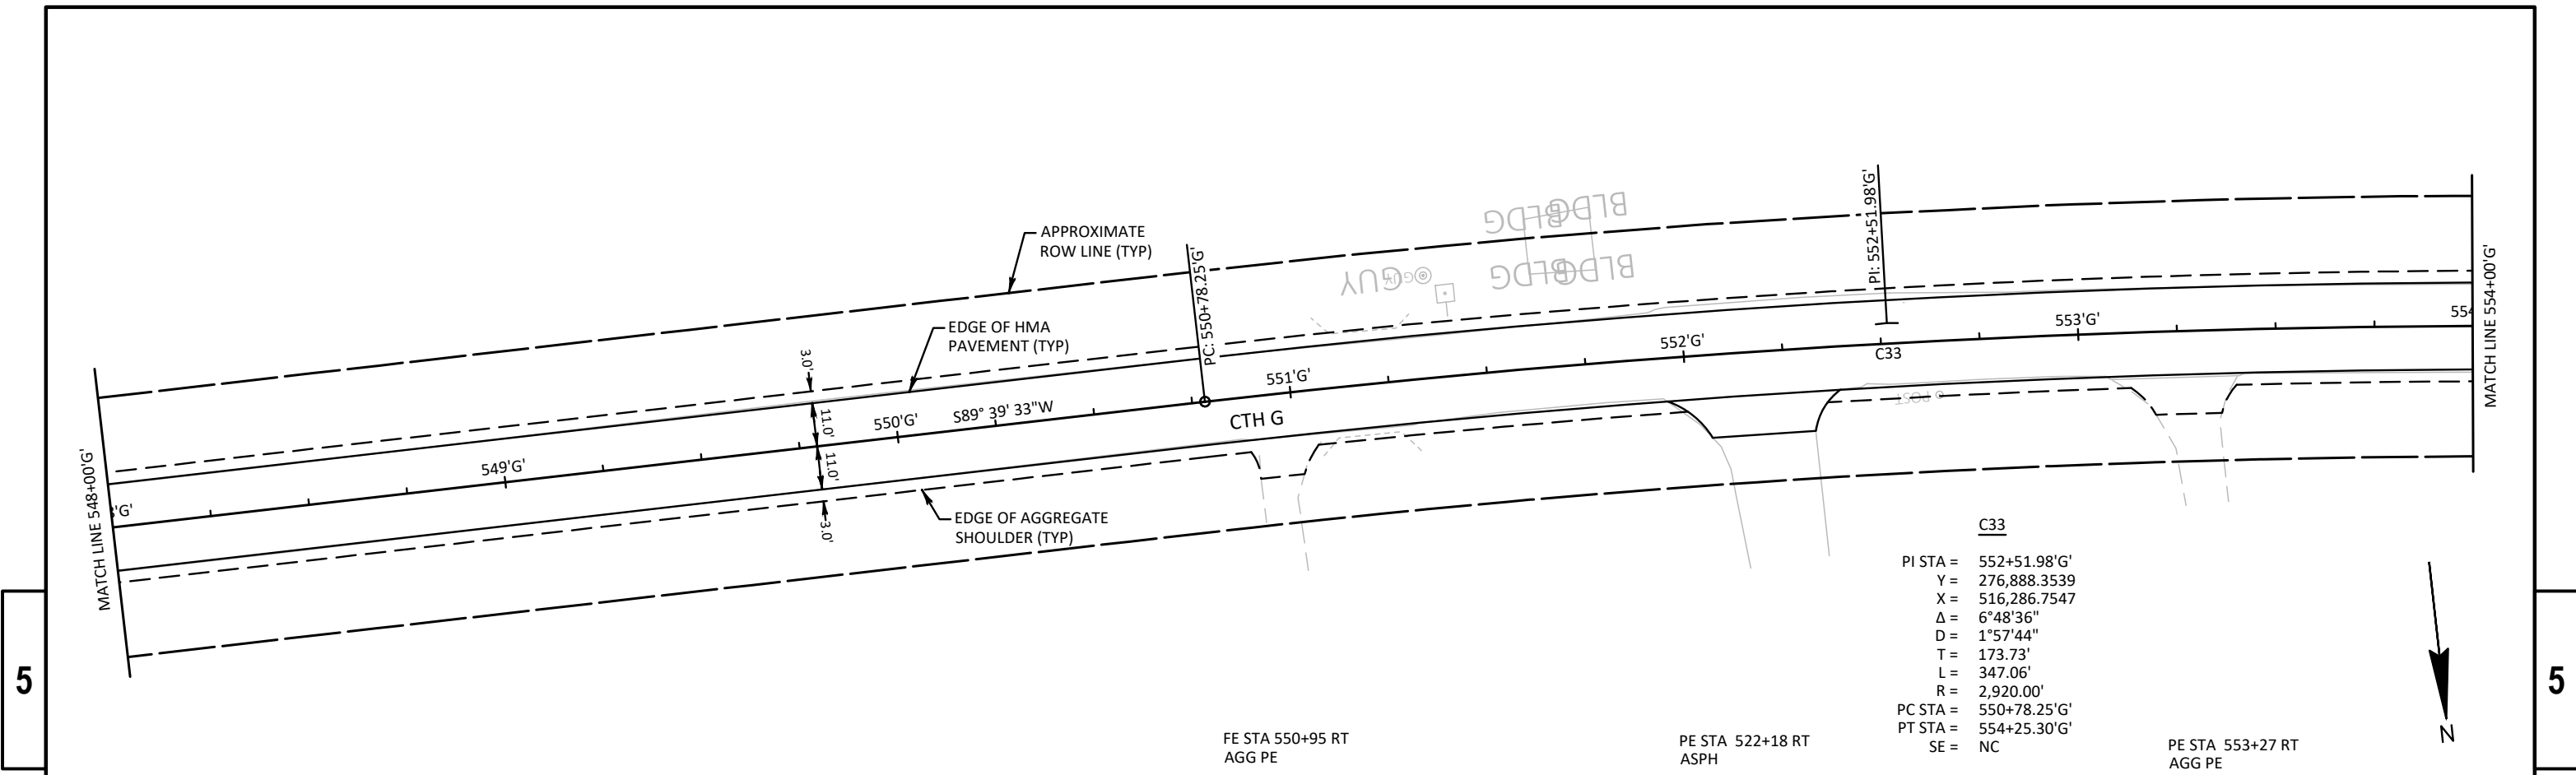 BLDG BLDG
BLDG BLDG
GUY GUY
APPROXIMATE
ROW LINE (TYP)
EDGE OF HMA
PAVEMENT (TYP)
EDGE OF AGGREGATE
SHOULDER (TYP)
MATCH LINE 548+00'G'
'G'
549'G'
3.0'
11.0'
11.0'
3.0'
550'G'
S89° 39' 33"W
PC: 550+78.25'G'
CTH G
551'G'
552'G'
PI: 552+51.98'G'
C33
POST
553'G'
554
MATCH LINE 554+00'G'
C33
PI STA = 552+51.98'G'
Y = 276,888.3539
X = 516,286.7547
Δ = 6°48'36"
D = 1°57'44"
T = 173.73'
L = 347.06'
R = 2,920.00'
PC STA = 550+78.25'G'
PT STA = 554+25.30'G'
SE = NC
FE STA 550+95 RT
AGG PE
PE STA 522+18 RT
ASPH
PE STA 553+27 RT
AGG PE
N
5
5